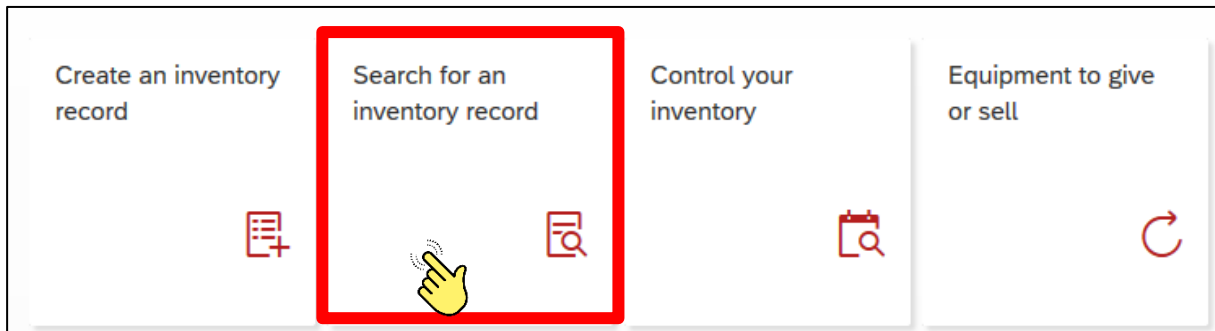 Create an inventory
record
Search for an
inventory record
Control your
inventory
Equipment to give
or sell